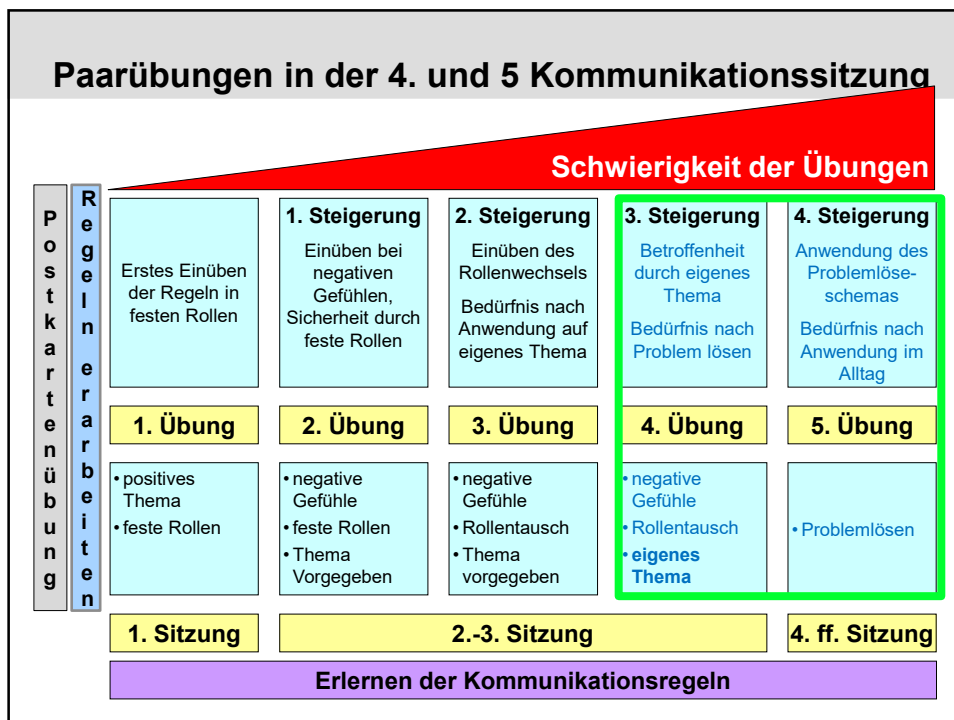 Paarübungen in der 4. und 5 Kommunikationssitzung
Schwierigkeit der Übungen
Postkartenübung
Regeln erarbeiten
Erstes Einüben
der Regeln in
festen Rollen
1. Steigerung
Einüben bei
negativen
Gefühlen,
Sicherheit durch
feste Rollen
2. Steigerung
Einüben des
Rollenwechsels
Bedürfnis nach
Anwendung auf
eigenes Thema
3. Steigerung
Betroffenheit
durch eigenes
Thema
Bedürfnis nach
Problem lösen
4. Steigerung
Anwendung des
Problemlöse-
schemas
Bedürfnis nach
Anwendung im
Alltag
1. Übung
2. Übung
3. Übung
4. Übung
5. Übung
• positives
Thema
• feste Rollen
• negative
Gefühle
• feste Rollen
• Thema
Vorgegeben
• negative
Gefühle
• Rollentausch
• Thema
vorgegeben
• negative
Gefühle
• Rollentausch
• eigenes
Thema
• Problemlösen
1. Sitzung
2.-3. Sitzung
4. ff. Sitzung
Erlernen der Kommunikationsregeln